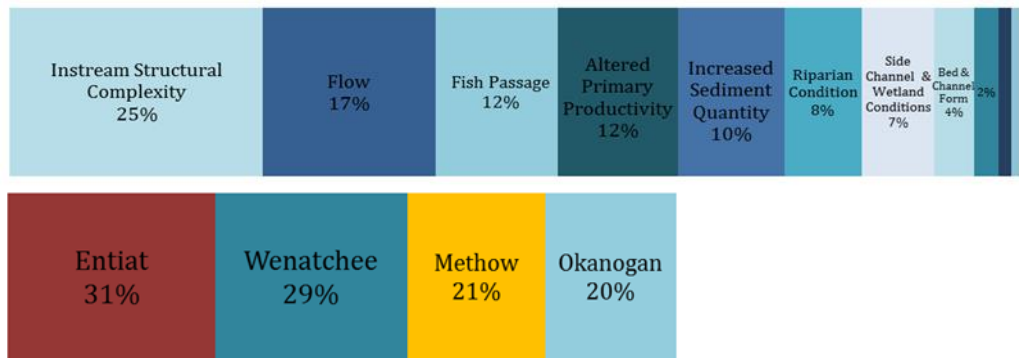 Instream Structural
Complexity
25%
Flow
17%
Fish Passage
12%
Altered
Primary
Productivity
12%
Increased
Sediment
Quantity
10%
Riparian
Condition
8%
Side
Channel &
Wetland
Conditions
7%
Bed &
Channel
Form
4%
2%
Entiat
31%
Wenatchee
29%
Methow
21%
Okanogan
20%